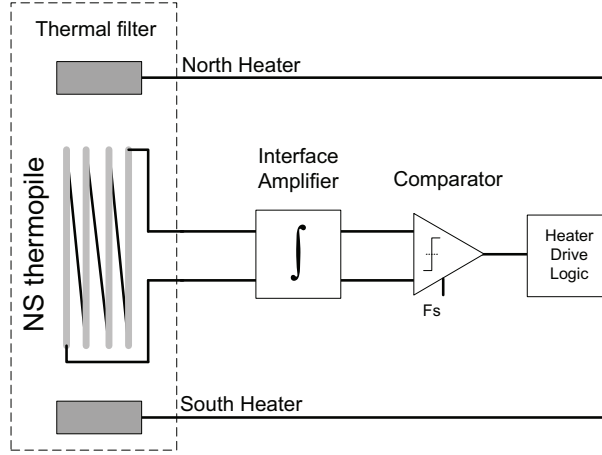 Thermal filter
North Heater
NS thermopile
Interface
Amplifier
Comparator
Heater
Drive
Logic
Fs
South Heater